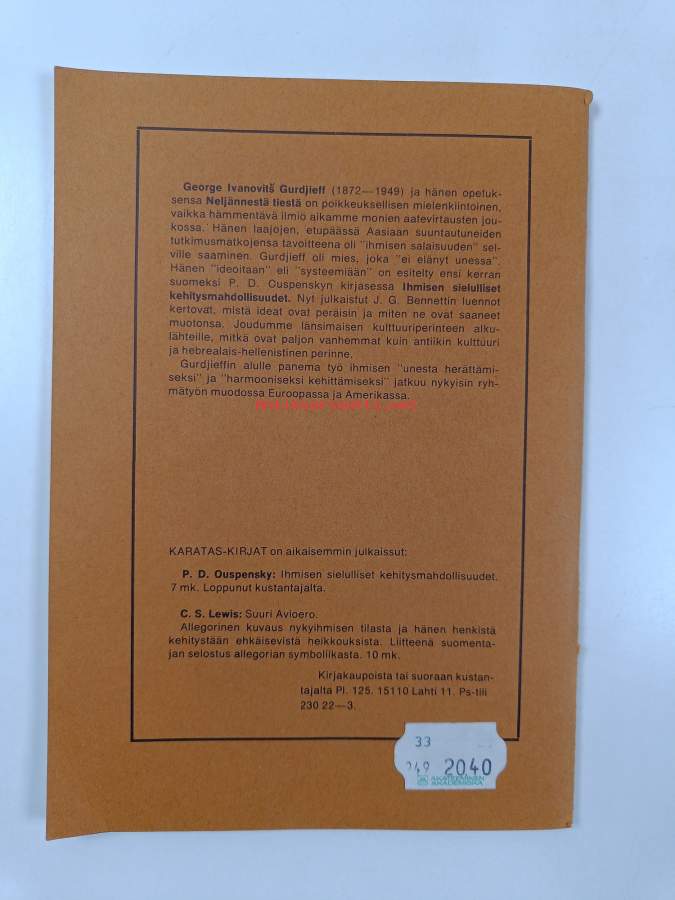 George Ivanovitš Gurdjieff (1872—1949) ja hänen opetuk-
sensa Neljännestä tiestä on poikkeuksellisen mielenkiintoinen,
vaikka hämmentävä ilmiö aikamme monien aatevirtausten jou-
kossa. Hänen laajojen, etupäässä Aasiaan suuntautuneiden
tutkimusmatkojensa tavoitteena oli "ihmisen salaisuuden" sel-
ville saaminen. Gurdjieff oli mies, joka "ei elänyt unessa".
Hänen "ideoitaan" eli "systeemiään" on esitelty ensi kerran
suomeksi P. D. Ouspenskyn kirjasessa Ihmisen sielulliset
kehitysmahdollisuudet. Nyt julkaistut J. G. Bennettin luennot
kertovat, mistä ideat ovat peräisin ja miten ne ovat saaneet
muotonsa. Joudumme länsimaisen kulttuuriperinteen alku-
lähteille, mitkä ovat paljon vanhemmat kuin antiikin kulttuuri
ja hebrealais-hellenistinen perinne.
Gurdjieffin alulle panema työ ihmisen "unesta herättämi-
seksi" ja "harmooniseksi kehittämiseksi" jatkuu nykyisin ryh-
mätyön muodossa Euroopassa ja Amerikassa.
KARATAS-KIRJAT on aikaisemmin julkaissut:
P. D. Ouspensky: Ihmisen sielulliset kehitysmahdollisuudet.
7 mk. Loppunut kustantajalta.
C. S. Lewis: Suuri Avioero.
Allegorinen kuvaus nykyihmisen tilasta ja hänen henkistä
kehitystään ehkäisevistä heikkouksista. Liitteenä suomenta-
jan selostus allegorian symboliikasta. 10 mk.
Kirjakaupoista tai suoraan kustan-
tajalta Pl. 125. 15110 Lahti 11. Ps-tili
230 22—3.
33
249 2040
AKATEEMINEN
AKADEMISKA